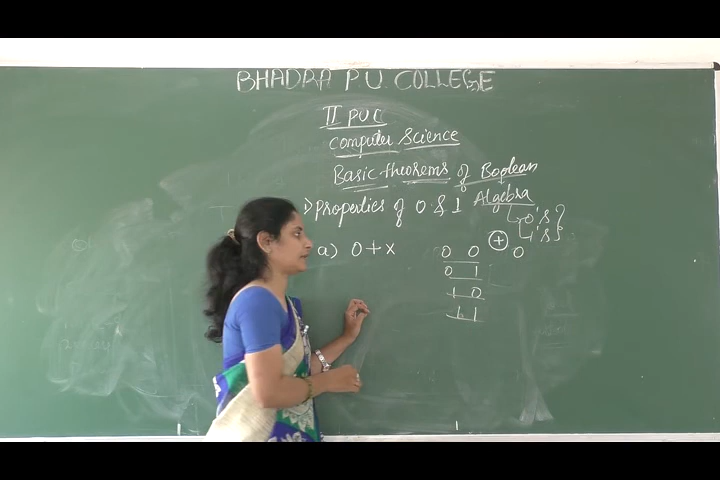 BHADRA P.U. COLLEGE
II PUC
Computer Science
Basic theorems of Boolean
Algebra
1) Properties of 0 & 1
0's
1's
a) 0+x
0 0 + 0
0 1
1 0
1 1